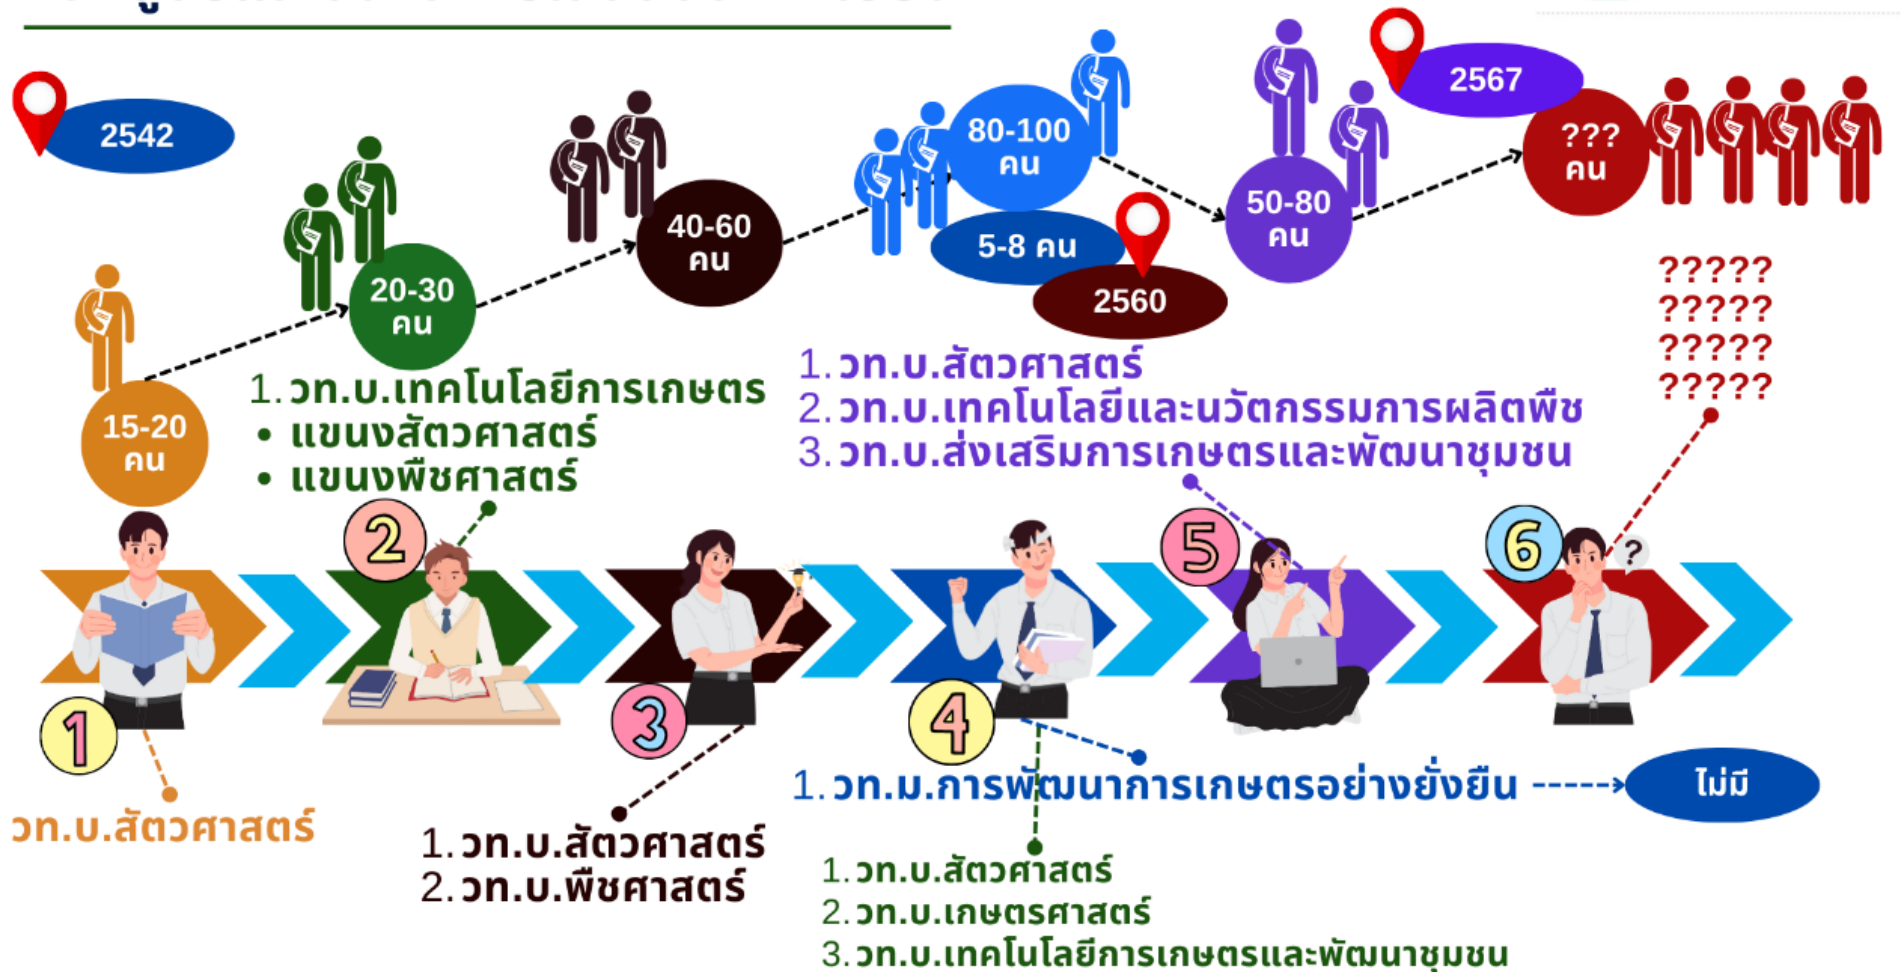 2542
2567
80-100
คน
???
คน
50-80
คน
40-60
คน
5-8 คน
2560
20-30
คน
?????
?????
?????
?????
15-20
คน
1. วท.บ.เทคโนโลยีการเกษตร
• แขนงสัตวศาสตร์
• แขนงพืชศาสตร์
1. วท.บ.สัตวศาสตร์
2. วท.บ.เทคโนโลยีและนวัตกรรมการผลิตพืช
3. วท.บ.ส่งเสริมการเกษตรและพัฒนาชุมชน
2
5
6
?
1
3
4
วท.บ.สัตวศาสตร์
1. วท.บ.สัตวศาสตร์
2. วท.บ.พืชศาสตร์
1. วท.ม.การพัฒนาการเกษตรอย่างยั่งยืน
ไม่มี
1. วท.บ.สัตวศาสตร์
2. วท.บ.เกษตรศาสตร์
3. วท.บ.เทคโนโลยีการเกษตรและพัฒนาชุมชน